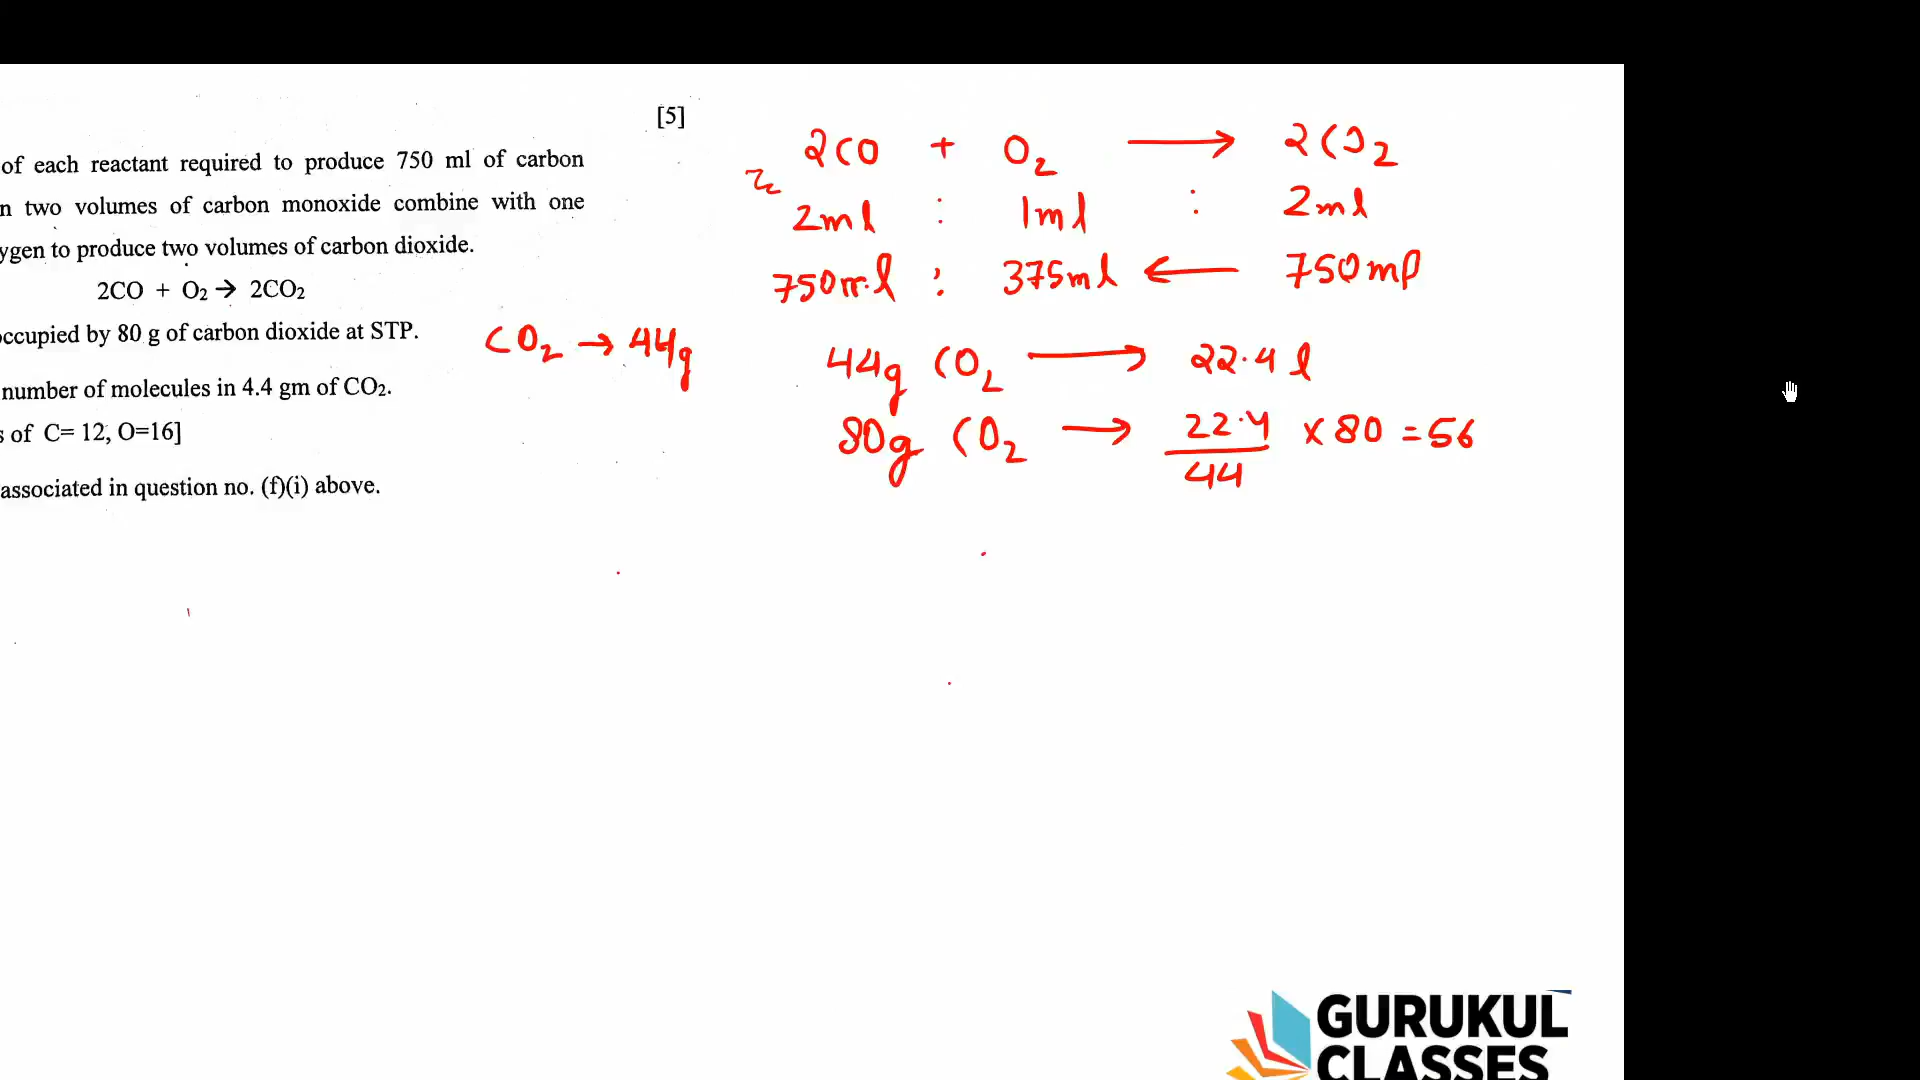 [5]
of each reactant required to produce 750 ml of carbon
n two volumes of carbon monoxide combine with one
ygen to produce two volumes of carbon dioxide.
2CO + O₂ → 2CO₂
occupied by 80 g of carbon dioxide at STP.
number of molecules in 4.4 gm of CO₂.
s of C= 12, O=16]
associated in question no. (f)(i) above.
CO₂ → 44g
2CO + O₂ → 2CO₂
2ml : 1ml : 2ml
750ml : 375ml ← 750ml
44g CO₂ → 22.4 l
80g CO₂ → 22.4/44 × 80 = 56
GURUKUL
CLASSES